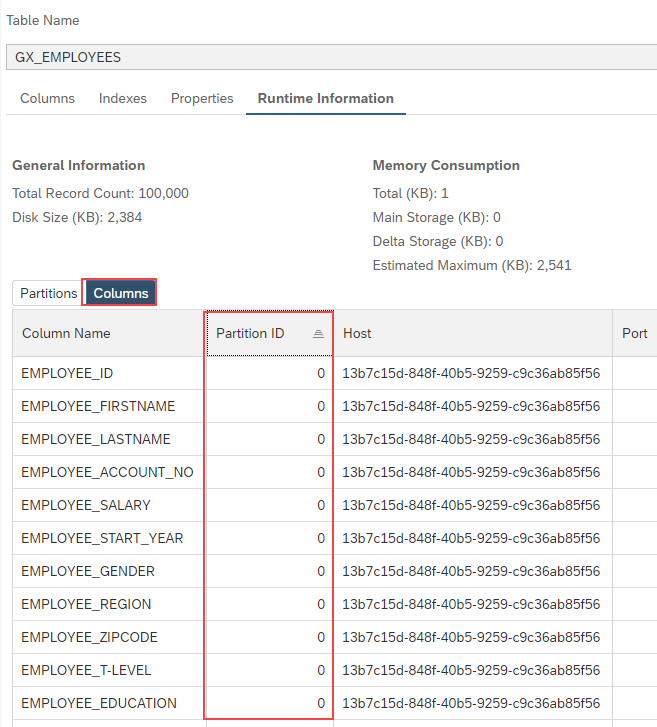 Table Name
GX_EMPLOYEES
Columns Indexes Properties Runtime Information
General Information Memory Consumption
Total Record Count: 100,000 Total (KB): 1
Disk Size (KB): 2,384 Main Storage (KB): 0
Delta Storage (KB): 0
Estimated Maximum (KB): 2,541
Partitions Columns
Column Name Partition ID Host Port
EMPLOYEE_ID 0 13b7c15d-848f-40b5-9259-c9c36ab85f56
EMPLOYEE_FIRSTNAME 0 13b7c15d-848f-40b5-9259-c9c36ab85f56
EMPLOYEE_LASTNAME 0 13b7c15d-848f-40b5-9259-c9c36ab85f56
EMPLOYEE_ACCOUNT_NO 0 13b7c15d-848f-40b5-9259-c9c36ab85f56
EMPLOYEE_SALARY 0 13b7c15d-848f-40b5-9259-c9c36ab85f56
EMPLOYEE_START_YEAR 0 13b7c15d-848f-40b5-9259-c9c36ab85f56
EMPLOYEE_GENDER 0 13b7c15d-848f-40b5-9259-c9c36ab85f56
EMPLOYEE_REGION 0 13b7c15d-848f-40b5-9259-c9c36ab85f56
EMPLOYEE_ZIPCODE 0 13b7c15d-848f-40b5-9259-c9c36ab85f56
EMPLOYEE_T-LEVEL 0 13b7c15d-848f-40b5-9259-c9c36ab85f56
EMPLOYEE_EDUCATION 0 13b7c15d-848f-40b5-9259-c9c36ab85f56